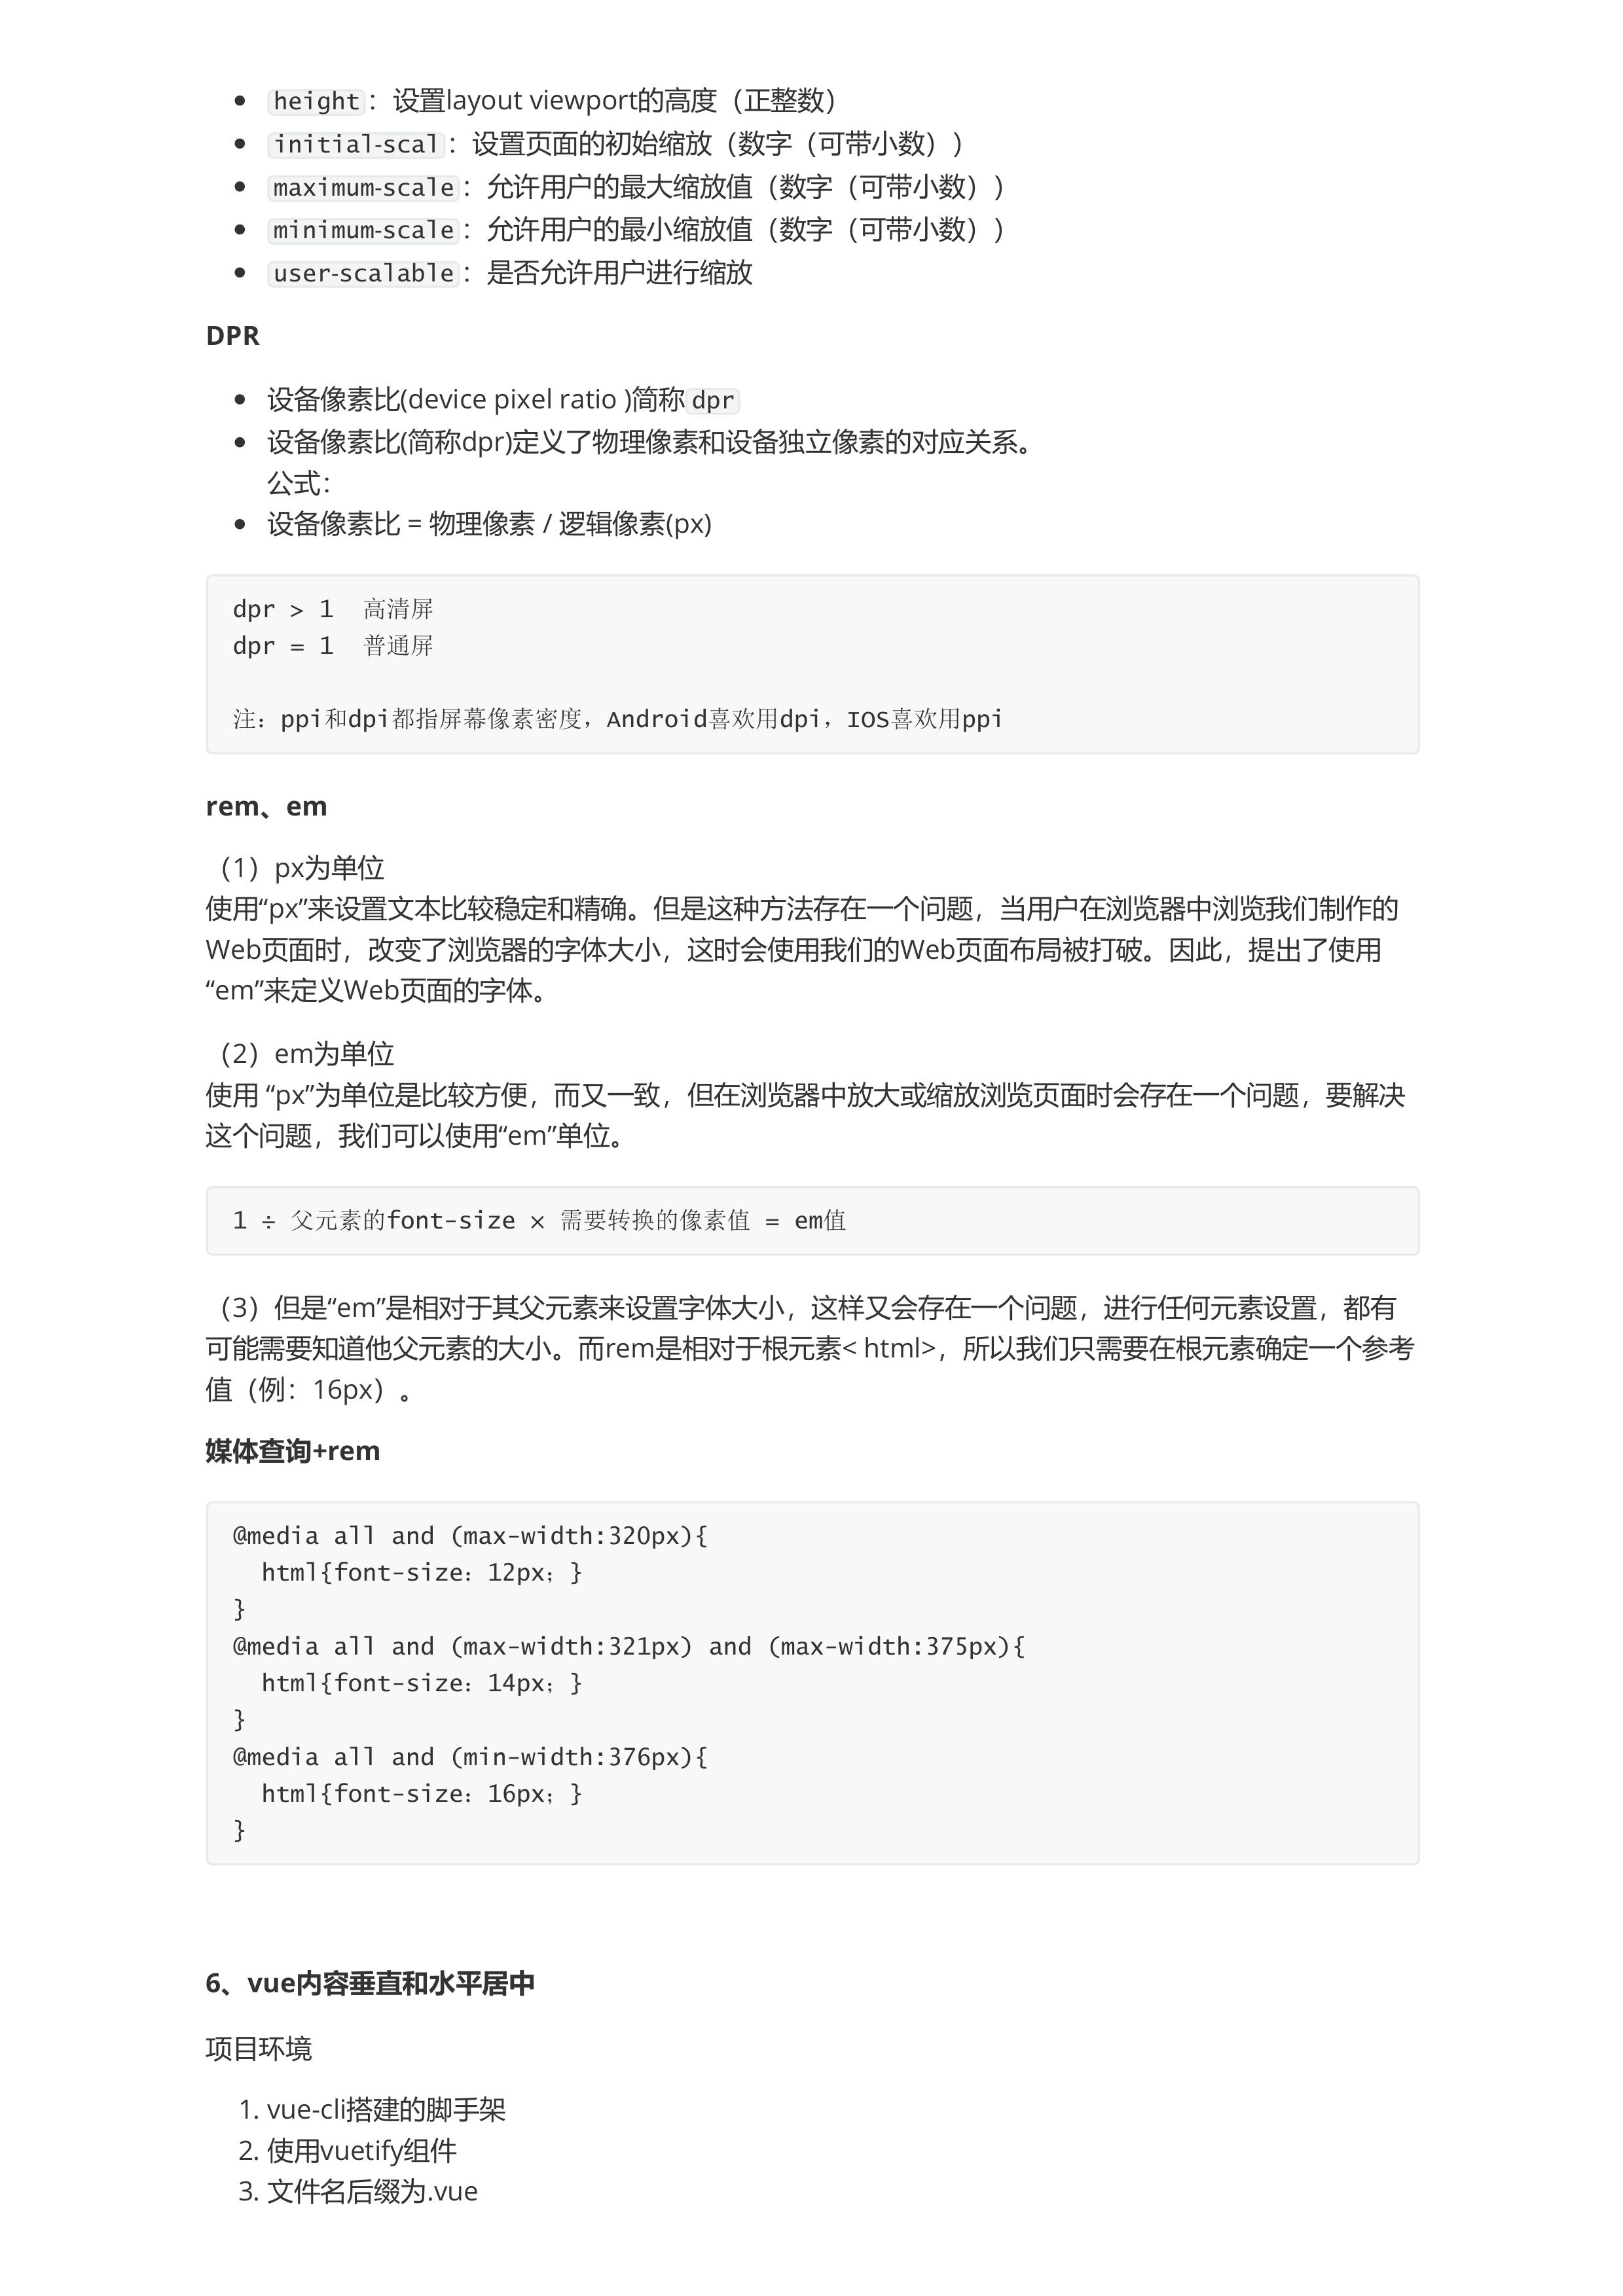 height：设置layout viewport的高度（正整数）
initial-scal：设置页面的初始缩放（数字（可带小数））
maximum-scale：允许用户的最大缩放值（数字（可带小数））
minimum-scale：允许用户的最小缩放值（数字（可带小数））
user-scalable：是否允许用户进行缩放
DPR
设备像素比(device pixel ratio )简称dpr
设备像素比(简称dpr)定义了物理像素和设备独立像素的对应关系。
公式：
设备像素比 = 物理像素 / 逻辑像素(px)
dpr > 1  高清屏
dpr = 1  普通屏
注：ppi和dpi都指屏幕像素密度，Android喜欢用dpi，IOS喜欢用ppi
rem、em
（1）px为单位
使用“px”来设置文本比较稳定和精确。但是这种方法存在一个问题，当用户在浏览器中浏览我们制作的
Web页面时，改变了浏览器的字体大小，这时会使用我们的Web页面布局被打破。因此，提出了使用
“em”来定义Web页面的字体。
（2）em为单位
使用 “px”为单位是比较方便，而又一致，但在浏览器中放大或缩放浏览页面时会存在一个问题，要解决
这个问题，我们可以使用“em”单位。
1 ÷ 父元素的font-size × 需要转换的像素值 = em值
（3）但是“em”是相对于其父元素来设置字体大小，这样又会存在一个问题，进行任何元素设置，都有
可能需要知道他父元素的大小。而rem是相对于根元素< html>，所以我们只需要在根元素确定一个参考
值（例：16px）。
媒体查询+rem
@media all and (max-width:320px){
  html{font-size：12px；}
}
@media all and (max-width:321px) and (max-width:375px){
  html{font-size：14px；}
}
@media all and (min-width:376px){
  html{font-size：16px；}
}
6、vue内容垂直和水平居中
项目环境
1. vue-cli搭建的脚手架
2. 使用vuetify组件
3. 文件名后缀为.vue